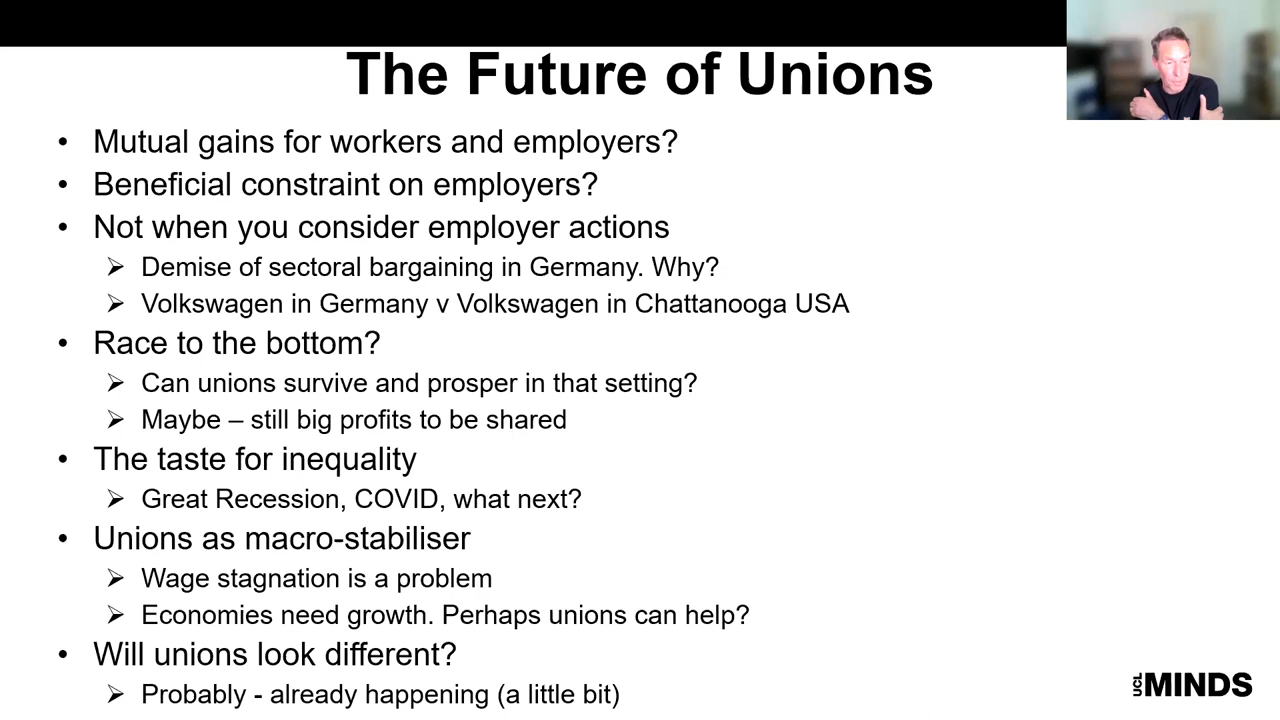 The Future of Unions
• Mutual gains for workers and employers?
• Beneficial constraint on employers?
• Not when you consider employer actions
➢ Demise of sectoral bargaining in Germany. Why?
➢ Volkswagen in Germany v Volkswagen in Chattanooga USA
• Race to the bottom?
➢ Can unions survive and prosper in that setting?
➢ Maybe – still big profits to be shared
• The taste for inequality
➢ Great Recession, COVID, what next?
• Unions as macro-stabiliser
➢ Wage stagnation is a problem
➢ Economies need growth. Perhaps unions can help?
• Will unions look different?
➢ Probably - already happening (a little bit)
UCL MINDS